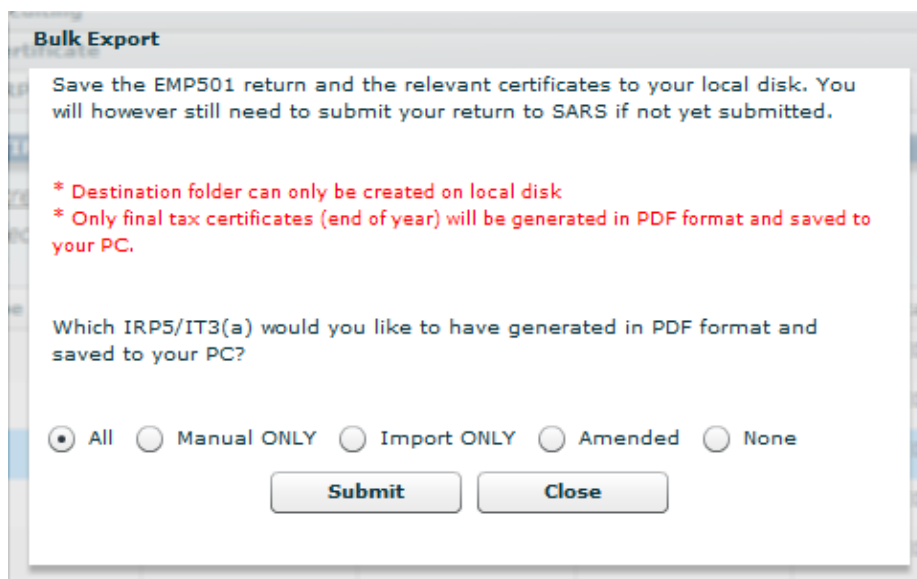 Bulk Export
Save the EMP501 return and the relevant certificates to your local disk. You
will however still need to submit your return to SARS if not yet submitted.
* Destination folder can only be created on local disk
* Only final tax certificates (end of year) will be generated in PDF format and saved to
your PC.
Which IRP5/IT3(a) would you like to have generated in PDF format and
saved to your PC?
All Manual ONLY Import ONLY Amended None
Submit Close